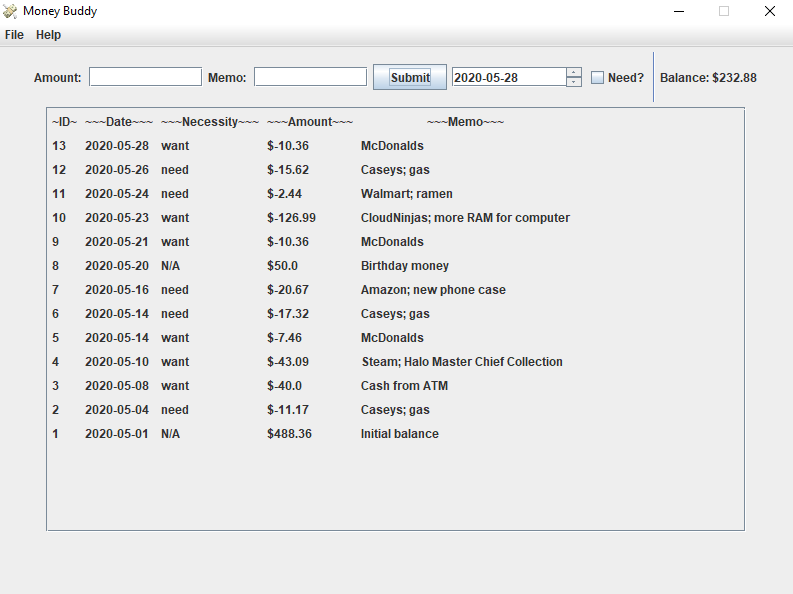 Money Buddy
File Help
Amount: Memo: Submit 2020-05-28 Need? Balance: $232.88
~ID~ ~~~Date~~~ ~~~Necessity~~~ ~~~Amount~~~ ~~~Memo~~~
13 2020-05-28 want $-10.36 McDonalds
12 2020-05-26 need $-15.62 Caseys; gas
11 2020-05-24 need $-2.44 Walmart; ramen
10 2020-05-23 want $-126.99 CloudNinjas; more RAM for computer
9 2020-05-21 want $-10.36 McDonalds
8 2020-05-20 N/A $50.0 Birthday money
7 2020-05-16 need $-20.67 Amazon; new phone case
6 2020-05-14 need $-17.32 Caseys; gas
5 2020-05-14 want $-7.46 McDonalds
4 2020-05-10 want $-43.09 Steam; Halo Master Chief Collection
3 2020-05-08 want $-40.0 Cash from ATM
2 2020-05-04 need $-11.17 Caseys; gas
1 2020-05-01 N/A $488.36 Initial balance